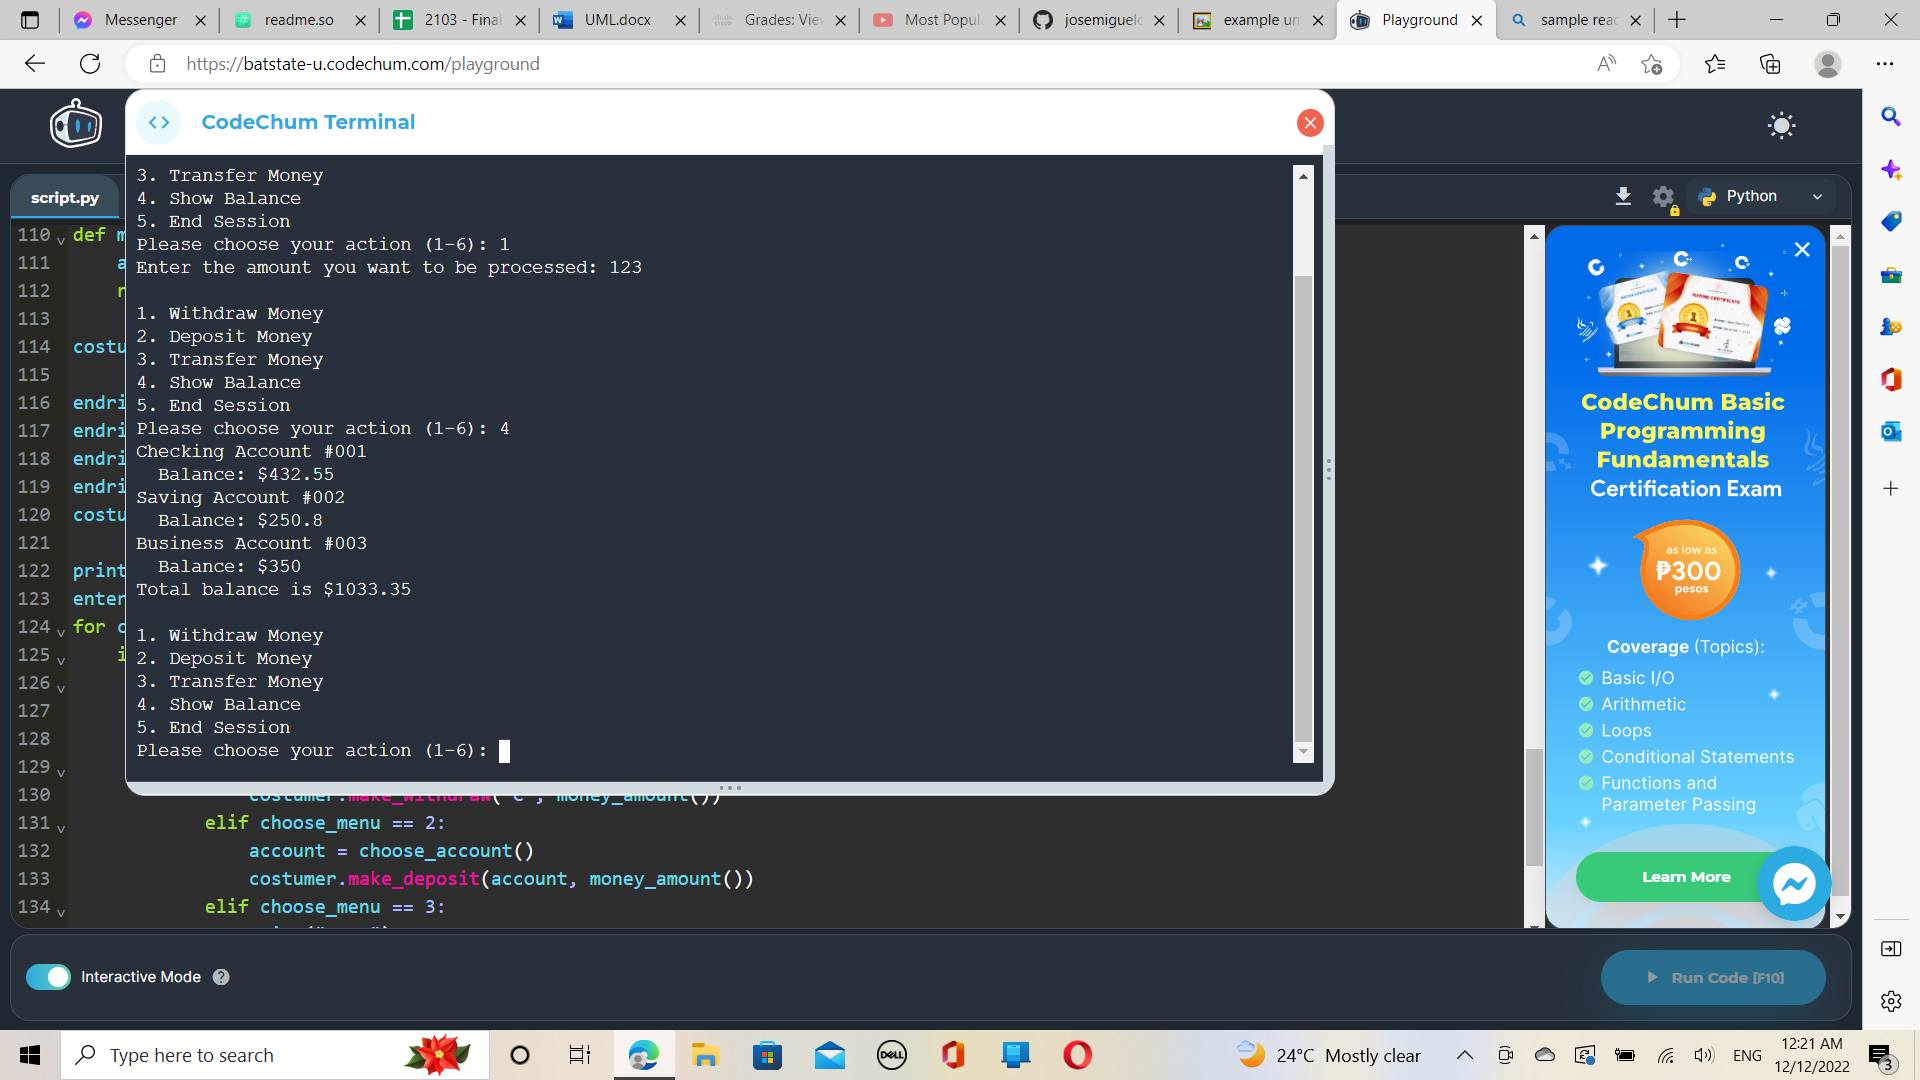 Messenger
readme.so
2103 - Final
UML.docx
Grades: Vie
Most Popul
josemiguelc
example um
Playground
sample rea
https://batstate-u.codechum.com/playground
CodeChum Terminal
script.py
Python
3. Transfer Money
4. Show Balance
5. End Session
Please choose your action (1-6): 1
Enter the amount you want to be processed: 123
1. Withdraw Money
2. Deposit Money
3. Transfer Money
4. Show Balance
5. End Session
Please choose your action (1-6): 4
Checking Account #001
Balance: $432.55
Saving Account #002
Balance: $250.8
Business Account #003
Balance: $350
Total balance is $1033.35
1. Withdraw Money
2. Deposit Money
3. Transfer Money
4. Show Balance
5. End Session
Please choose your action (1-6):
110 def m
111 a
112 r
113
114 costu
115
116 endri
117 endri
118 endri
119 endri
120 costu
121
122 print
123 enter
124 for c
125 i
126
127
128
129
130 costumer.make_withdraw("C", money_amount())
131 elif choose_menu == 2:
132 account = choose_account()
133 costumer.make_deposit(account, money_amount())
134 elif choose_menu == 3:
CodeChum Basic
Programming
Fundamentals
Certification Exam
as low as
₱300
pesos
Coverage (Topics):
Basic I/O
Arithmetic
Loops
Conditional Statements
Functions and
Parameter Passing
Learn More
Interactive Mode ?
Run Code [F10]
Type here to search
DELL
24°C Mostly clear
ENG
12:21 AM
12/12/2022
3